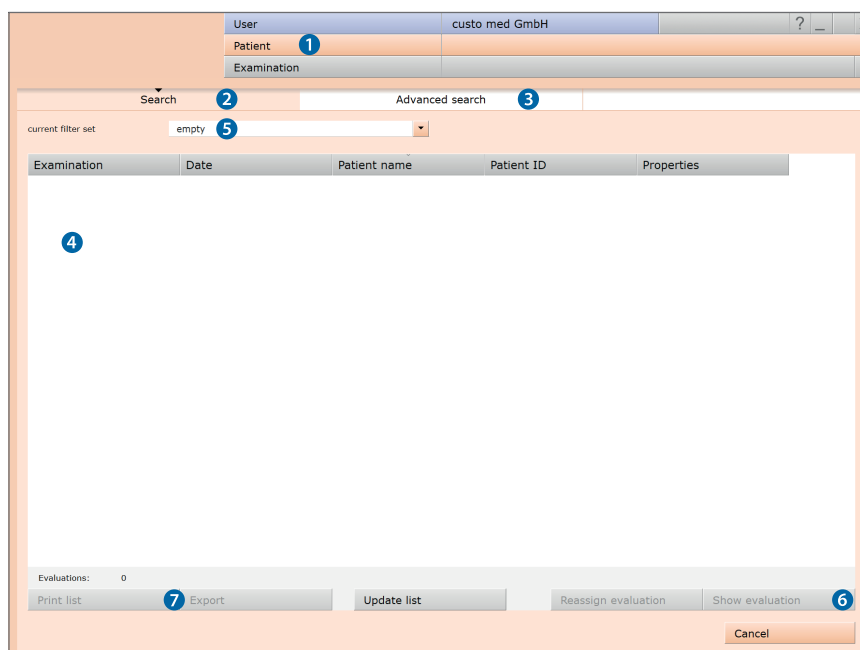 User custo med GmbH ? _
Patient 1
Examination
Search 2 Advanced search 3
current filter set empty 5
Examination Date Patient name Patient ID Properties
4
Evaluations: 0
Print list 7 Export Update list Reassign evaluation Show evaluation 6
Cancel